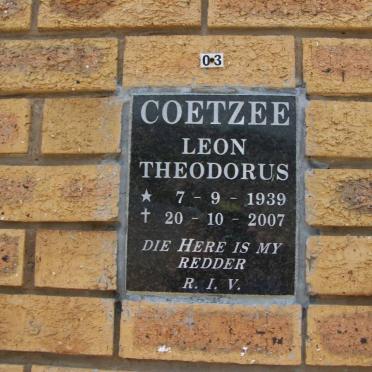 03
COETZEE
LEON
THEODORUS
★ 7 - 9 - 1939
✝ 20 - 10 - 2007
DIE HERE IS MY
REDDER
R. I. V.